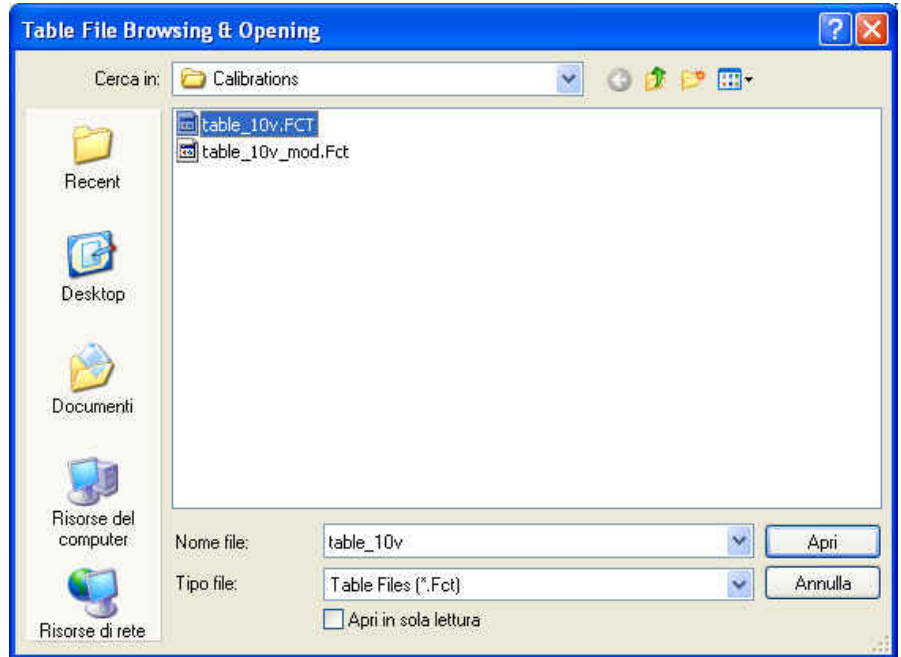 Table File Browsing & Opening
Cerca in: Calibrations
table_10v.FCT
table_10v_mod.Fct
Recent
Desktop
Documenti
Risorse del
computer
Risorse di rete
Nome file: table_10v Apri
Tipo file: Table Files (*.Fct) Annulla
Apri in sola lettura